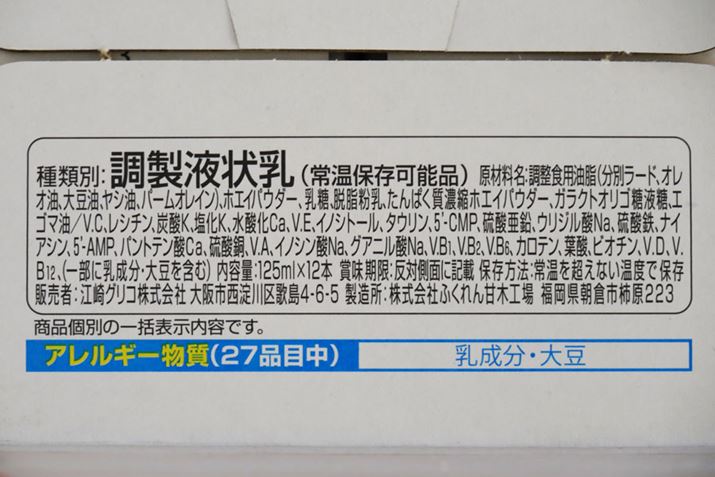 種類別:調製液状乳(常温保存可能品) 原材料名:調整食用油脂(分別ラード、オレ
オ油、大豆油、ヤシ油、パームオレイン)、ホエイパウダー、乳糖、脱脂粉乳、たんぱく質濃縮ホエイパウダー、ガラクトオリゴ糖液糖、エ
ゴマ油/V.C、レシチン、炭酸K、塩化K、水酸化Ca、V.E、イノシトール、タウリン、5'-CMP、硫酸亜鉛、ウリジル酸Na、硫酸鉄、ナイ
アシン、5'-AMP、パントテン酸Ca、硫酸銅、V.A、イノシン酸Na、グアニル酸Na、V.B1、V.B2、V.B6、カロテン、葉酸、ビオチン、V.D、V.
B12、(一部に乳成分・大豆を含む) 内容量:125ml×12本 賞味期限:反対側面に記載 保存方法:常温を超えない温度で保存
販売者:江崎グリコ株式会社 大阪市西淀川区歌島4-6-5 製造所:株式会社ふくれん甘木工場 福岡県朝倉市柿原223
商品個別の一括表示内容です。
アレルギー物質(27品目中) 乳成分・大豆